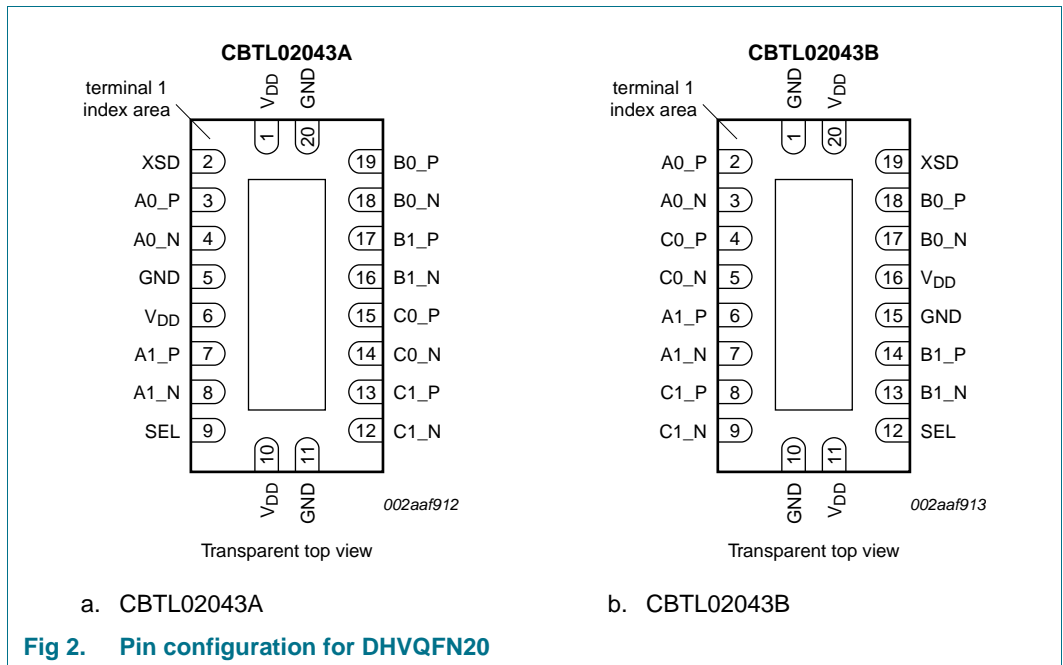 CBTL02043A
terminal 1
index area
VDD
GND
1
20
XSD 2
19 B0_P
A0_P 3
18 B0_N
A0_N 4
17 B1_P
GND 5
16 B1_N
VDD 6
15 C0_P
A1_P 7
14 C0_N
A1_N 8
13 C1_P
SEL 9
12 C1_N
10
11
VDD
GND
002aaf912
Transparent top view
a. CBTL02043A
CBTL02043B
terminal 1
index area
GND
VDD
1
20
A0_P 2
19 XSD
A0_N 3
18 B0_P
C0_P 4
17 B0_N
C0_N 5
16 VDD
A1_P 6
15 GND
A1_N 7
14 B1_P
C1_P 8
13 B1_N
C1_N 9
12 SEL
10
11
GND
VDD
002aaf913
Transparent top view
b. CBTL02043B
Fig 2. Pin configuration for DHVQFN20